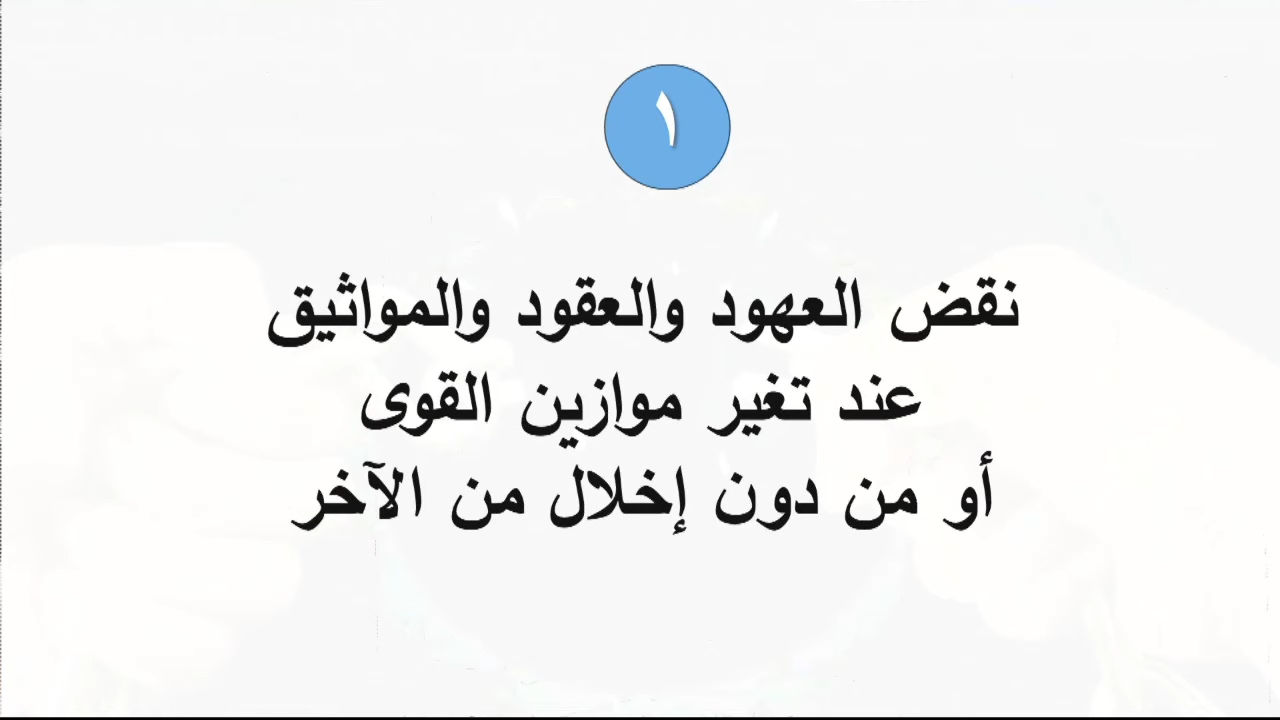 ١
نقض العهود والعقود والمواثيق
عند تغير موازين القوى
أو من دون إخلال من الآخر